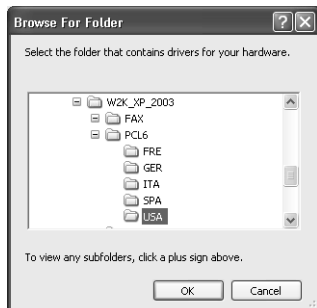 Browse For Folder
Select the folder that contains drivers for your hardware.
W2K_XP_2003
FAX
PCL6
FRE
GER
ITA
SPA
USA
To view any subfolders, click a plus sign above.
OK Cancel